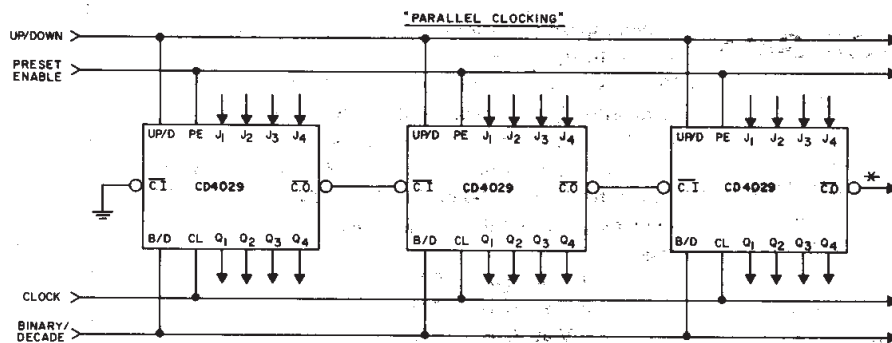 "PARALLEL CLOCKING"
UP/DOWN
PRESET
ENABLE
UP/D PE J1 J2 J3 J4
UP/D PE J1 J2 J3 J4
UP/D PE J1 J2 J3 J4
C.I. CD4029 C.O.
C.I CD4029 C.O
C.I CD4029 C.O.
*
B/D CL Q1 Q2 Q3 Q4
B/D CL Q1 Q2 Q3 Q4
B/D CL Q1 Q2 Q3 Q4
CLOCK
BINARY/
DECADE